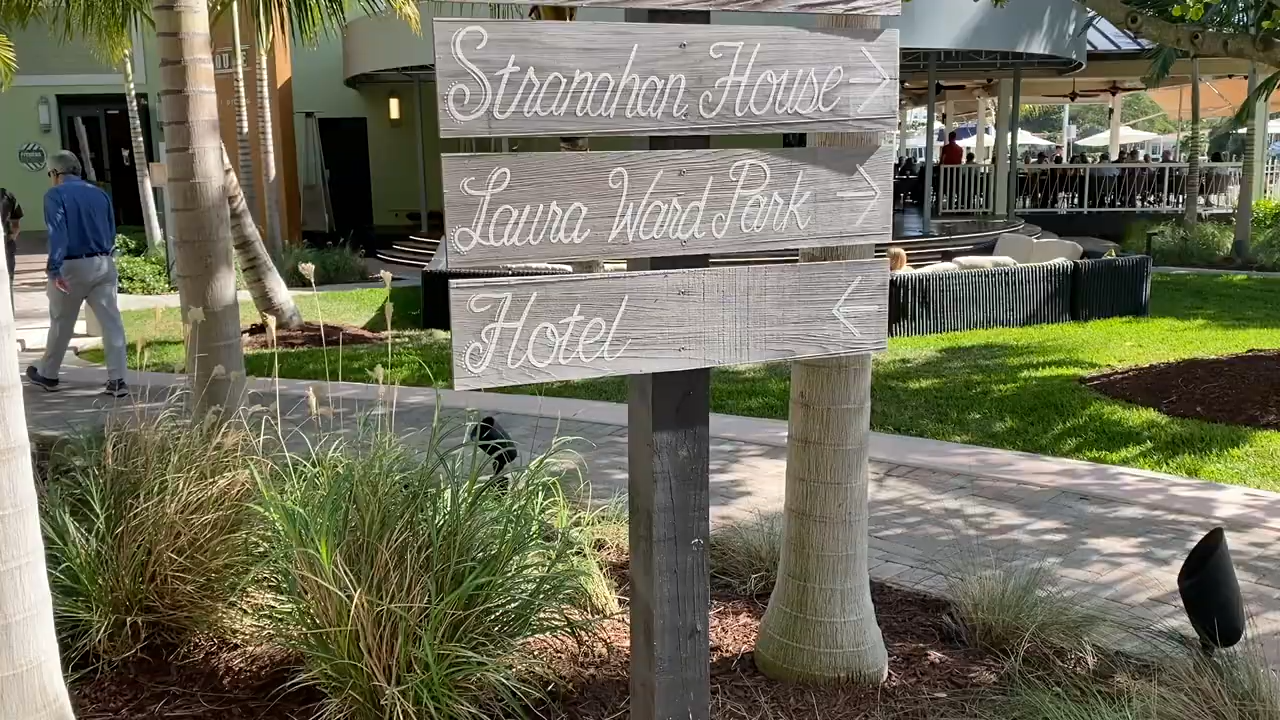 Stranahan House >
Laura Ward Park →
Hotel <